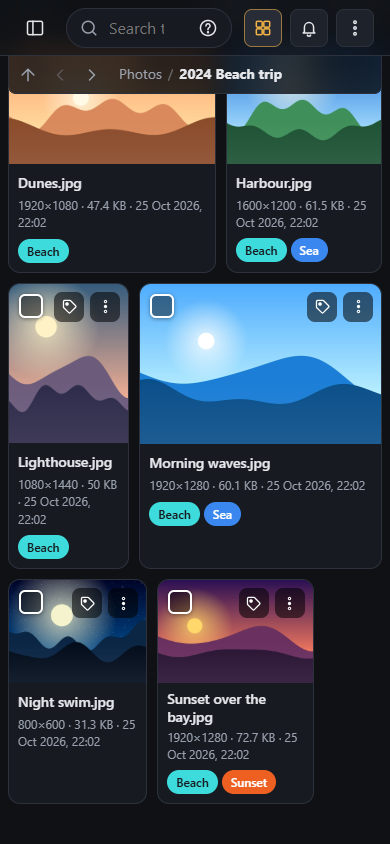 Search t
Photos / 2024 Beach trip
Dunes.jpg
1920×1080 · 47.4 KB · 25 Oct 2026,
22:02
Beach
Harbour.jpg
1600×1200 · 61.5 KB · 25
Oct 2026, 22:02
Beach Sea
Lighthouse.jpg
1080×1440 · 50 KB
· 25 Oct 2026,
22:02
Beach
Morning waves.jpg
1920×1280 · 60.1 KB · 25 Oct 2026, 22:02
Beach Sea
Night swim.jpg
800×600 · 31.3 KB · 25
Oct 2026, 22:02
Sunset over the
bay.jpg
1920×1280 · 72.7 KB · 25
Oct 2026, 22:02
Beach Sunset